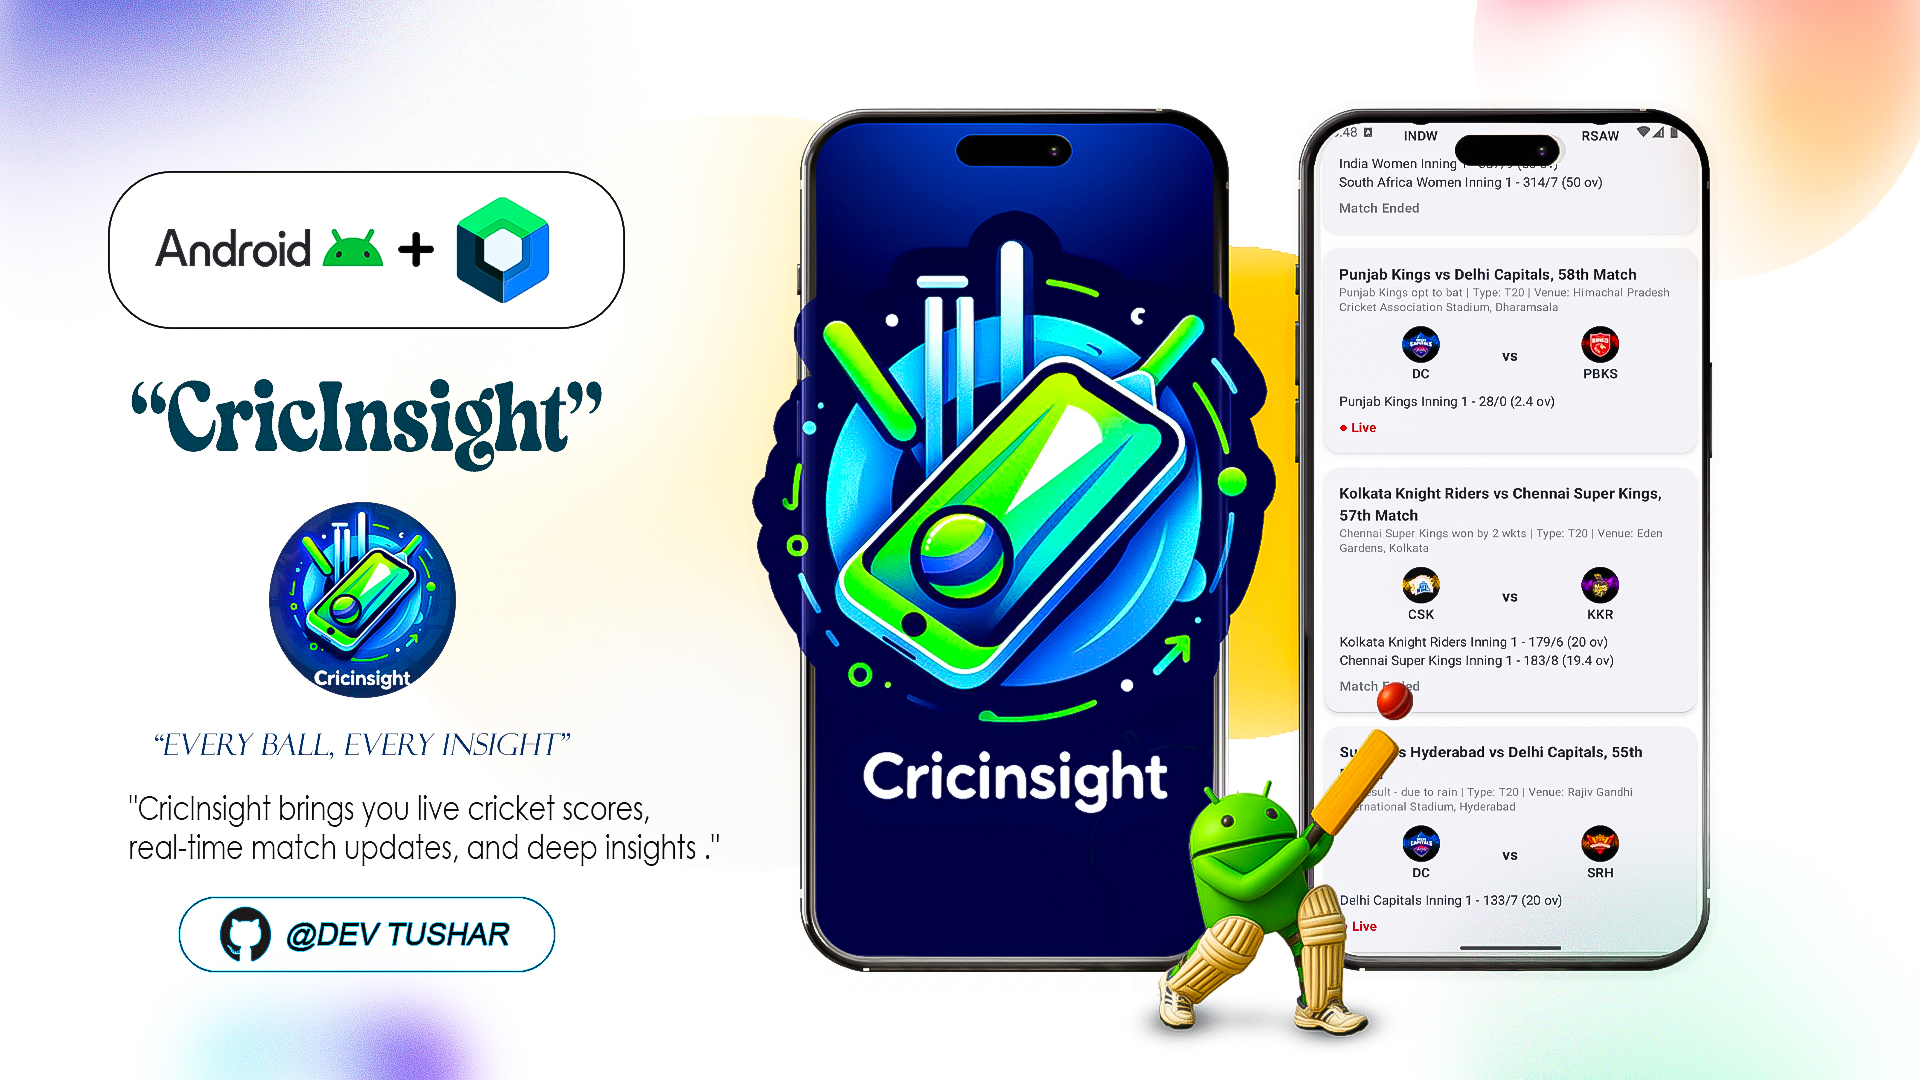 Android +
“CricInsight”
Cricinsight
“EVERY BALL, EVERY INSIGHT”
"CricInsight brings you live cricket scores,
real-time match updates, and deep insights ."
@DEV TUSHAR
Cricinsight
:48 INDW RSAW
India Women Inning
South Africa Women Inning 1 - 314/7 (50 ov)
Match Ended
Punjab Kings vs Delhi Capitals, 58th Match
Punjab Kings opt to bat | Type: T20 | Venue: Himachal Pradesh
Cricket Association Stadium, Dharamsala
DC vs PBKS
Punjab Kings Inning 1 - 28/0 (2.4 ov)
Live
Kolkata Knight Riders vs Chennai Super Kings,
57th Match
Chennai Super Kings won by 2 wkts | Type: T20 | Venue: Eden
Gardens, Kolkata
CSK vs KKR
Kolkata Knight Riders Inning 1 - 179/6 (20 ov)
Chennai Super Kings Inning 1 - 183/8 (19.4 ov)
Match
Hyderabad vs Delhi Capitals, 55th
- due to rain | Type: T20 | Venue: Rajiv Gandhi
Stadium, Hyderabad
DC vs SRH
Delhi Capitals Inning 1 - 133/7 (20 ov)
Live